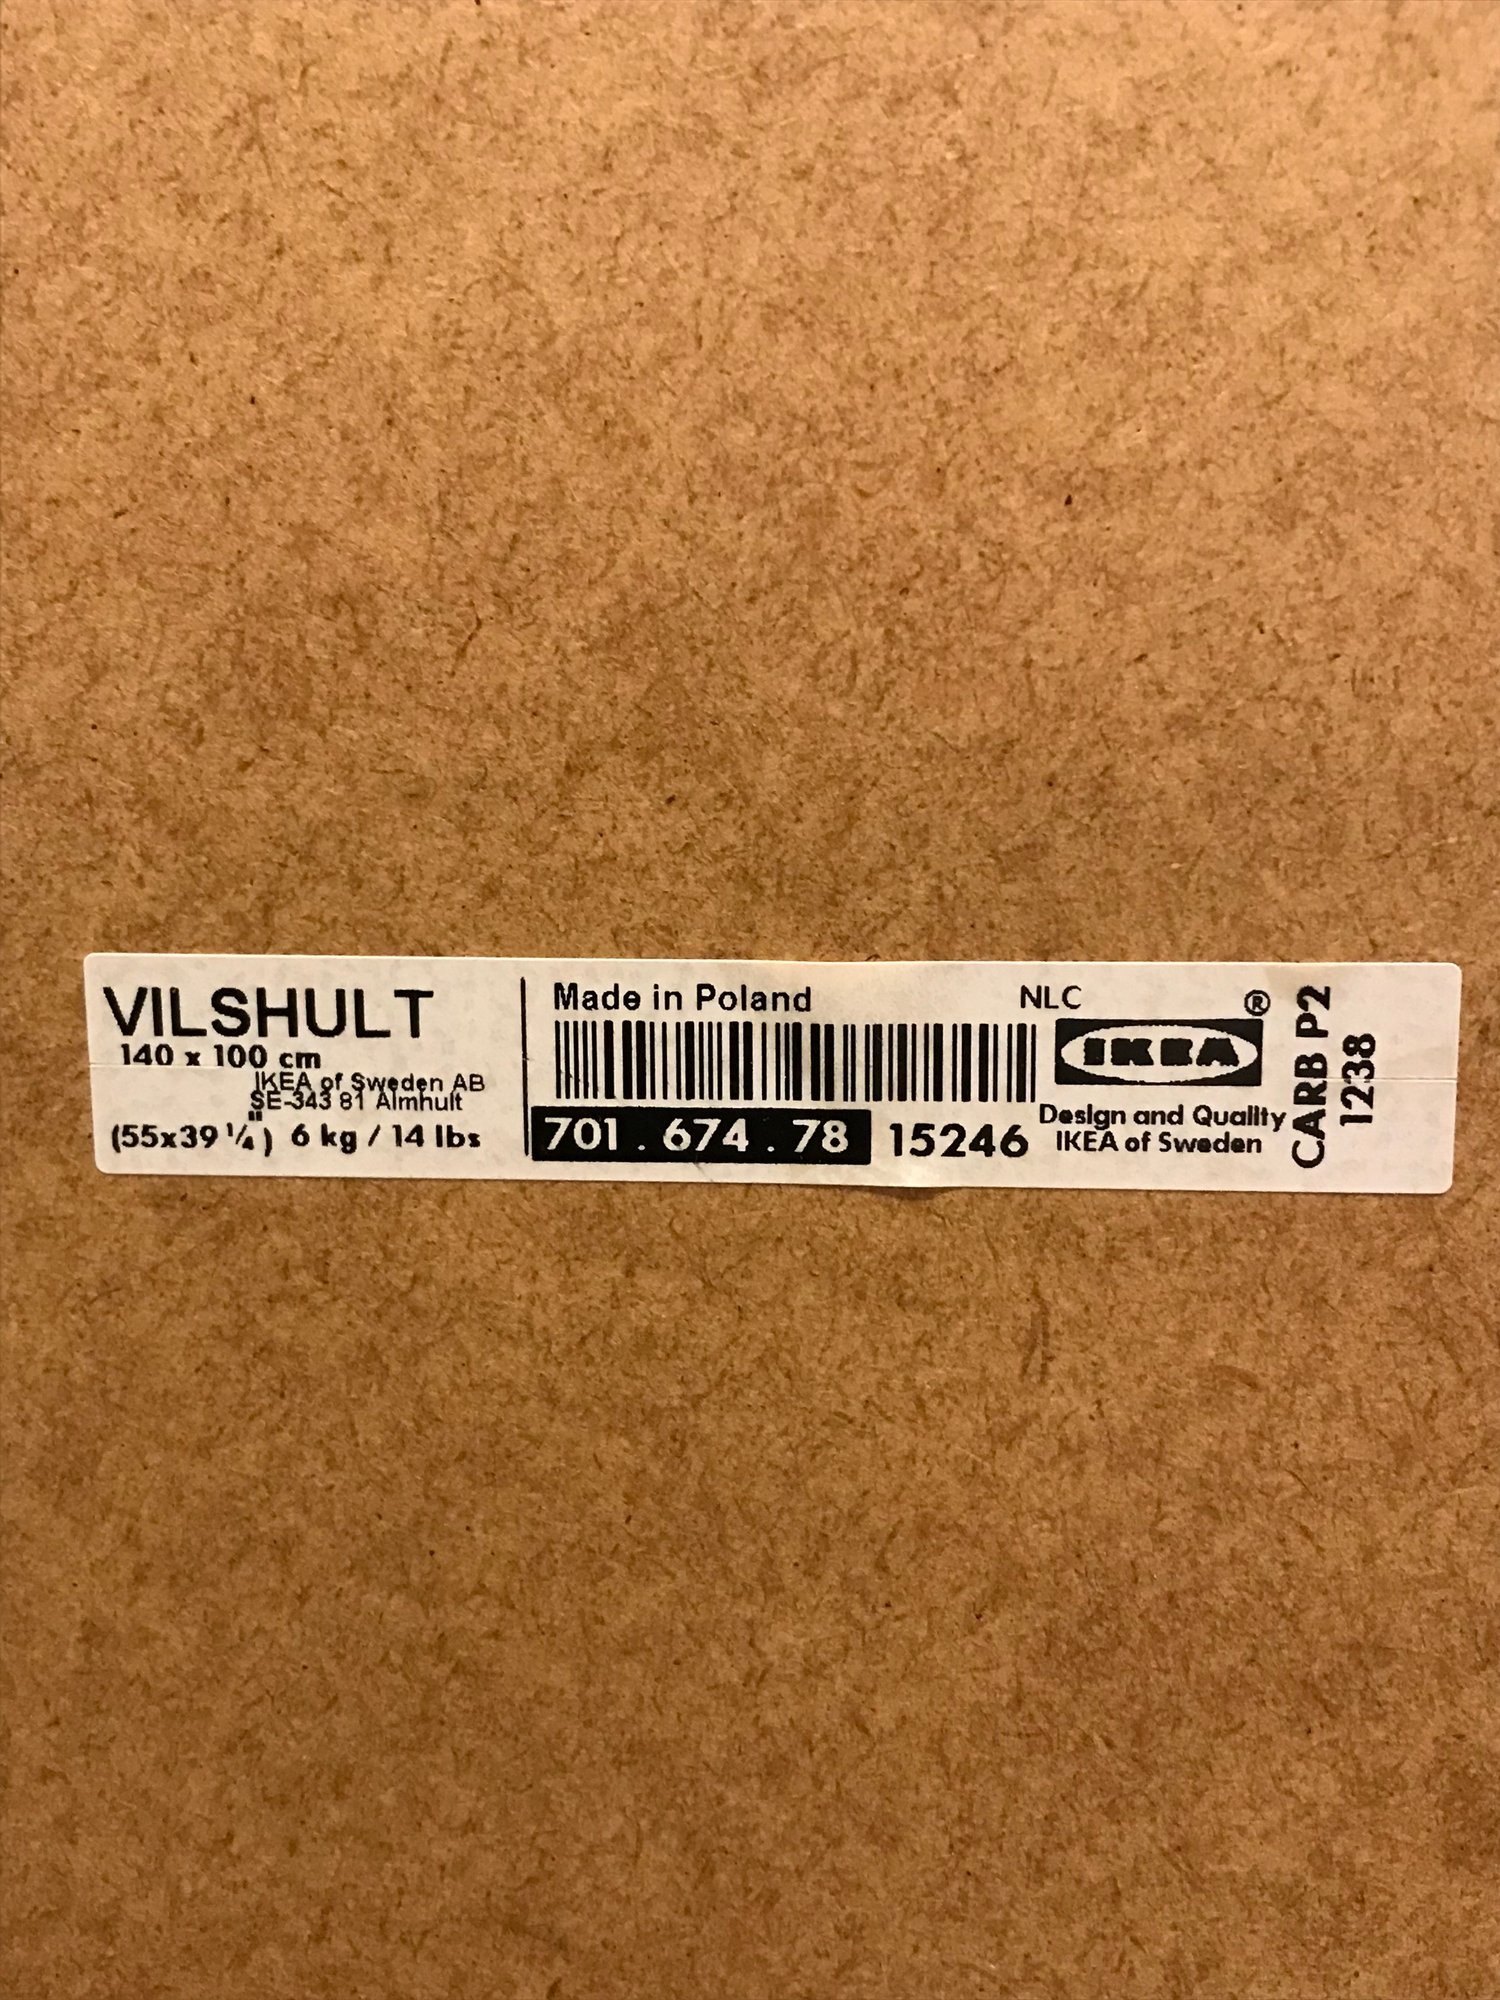 VILSHULT
140 x 100 cm
IKEA of Sweden AB
SE-343 81 Almhult
(55x39 ¼") 6 kg / 14 lbs
Made in Poland
NLC
701 . 674 . 78
15246
®
IKEA
Design and Quality
IKEA of Sweden
CARB P2
1238